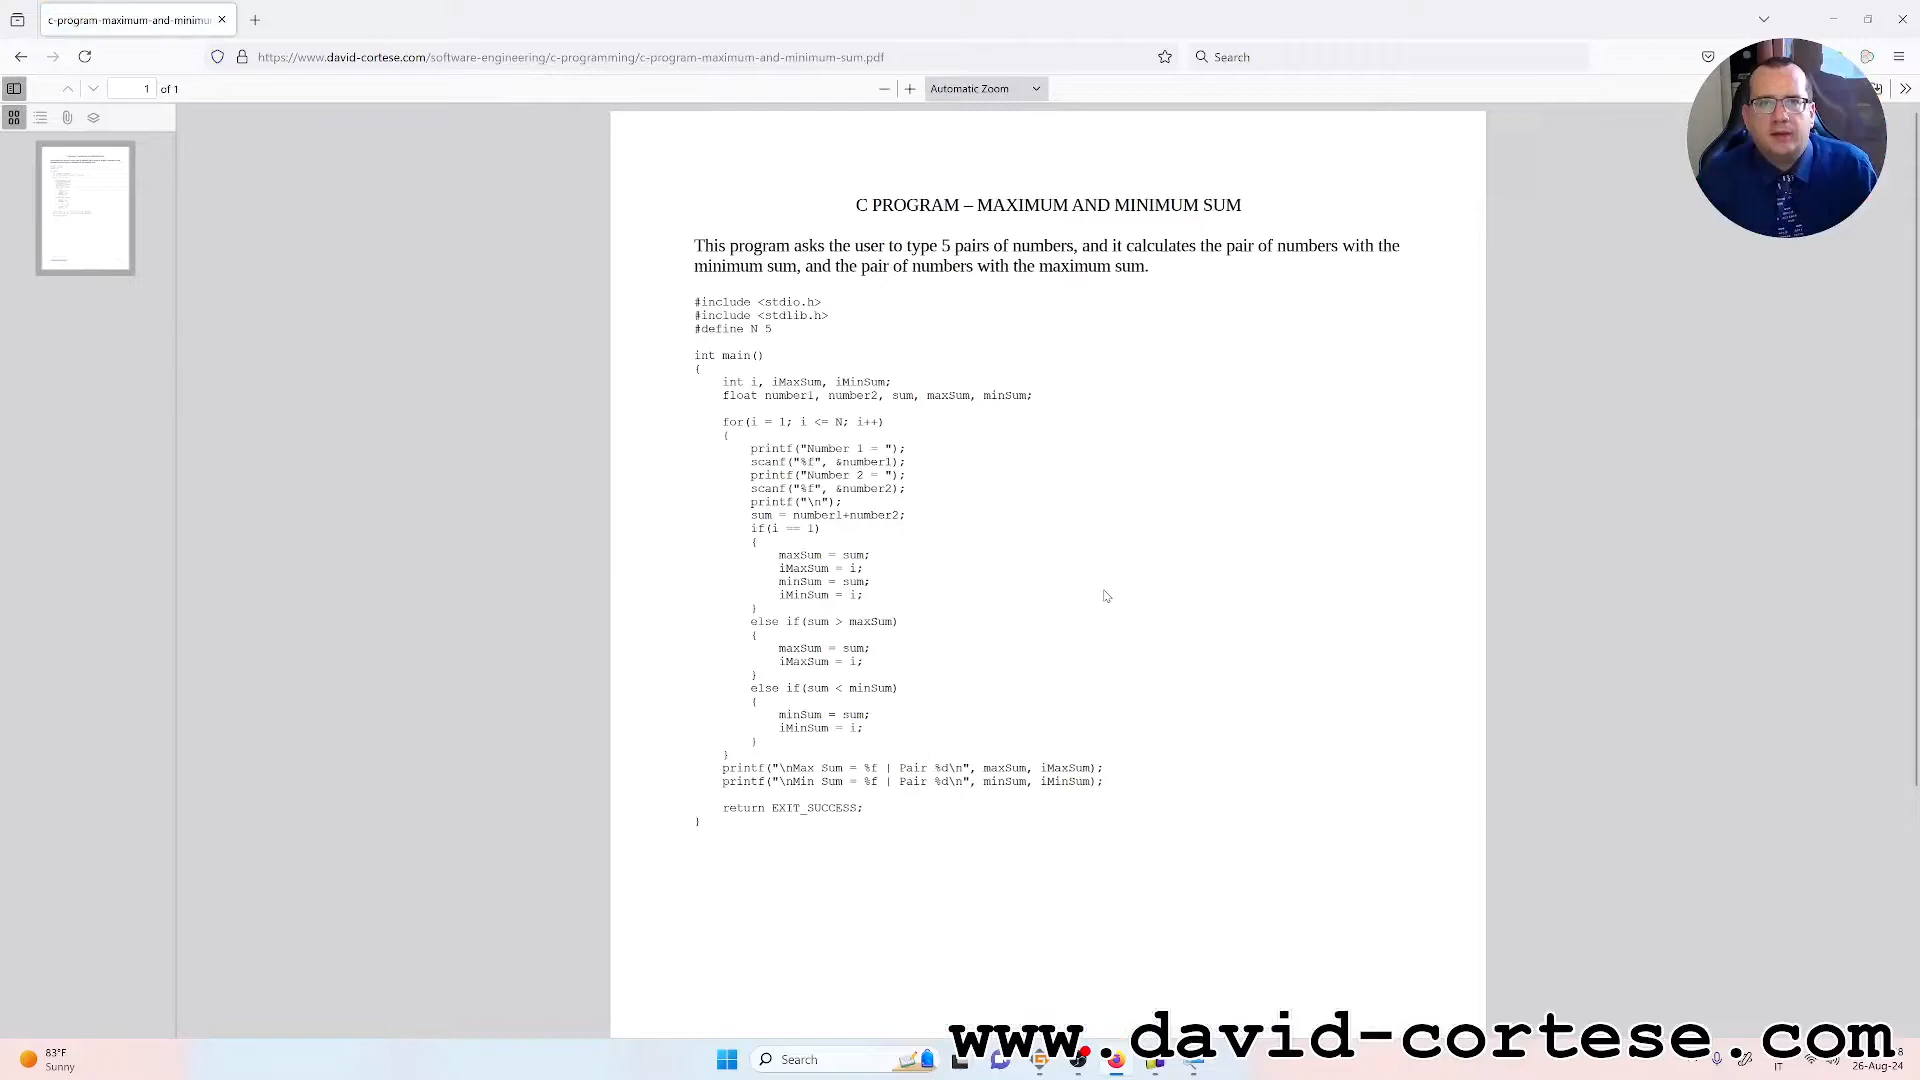 c-program-maximum-and-minimu
https://www.david-cortese.com/software-engineering/c-programming/c-program-maximum-and-minimum-sum.pdf
Search
1 of 1
Automatic Zoom
C PROGRAM – MAXIMUM AND MINIMUM SUM
This program asks the user to type 5 pairs of numbers, and it calculates the pair of numbers with the
minimum sum, and the pair of numbers with the maximum sum.
#include <stdio.h>
#include <stdlib.h>
#define N 5
int main()
{
int i, iMaxSum, iMinSum;
float number1, number2, sum, maxSum, minSum;
for(i = 1; i <= N; i++)
{
printf("Number 1 = ");
scanf("%f", &number1);
printf("Number 2 = ");
scanf("%f", &number2);
printf("\n");
sum = number1+number2;
if(i == 1)
{
maxSum = sum;
iMaxSum = i;
minSum = sum;
iMinSum = i;
}
else if(sum > maxSum)
{
maxSum = sum;
iMaxSum = i;
}
else if(sum < minSum)
{
minSum = sum;
iMinSum = i;
}
}
printf("\nMax Sum = %f | Pair %d\n", maxSum, iMaxSum);
printf("\nMin Sum = %f | Pair %d\n", minSum, iMinSum);
return EXIT_SUCCESS;
}
www.david-cortese.com
83°F
Sunny
Search
IT
26-Aug-24